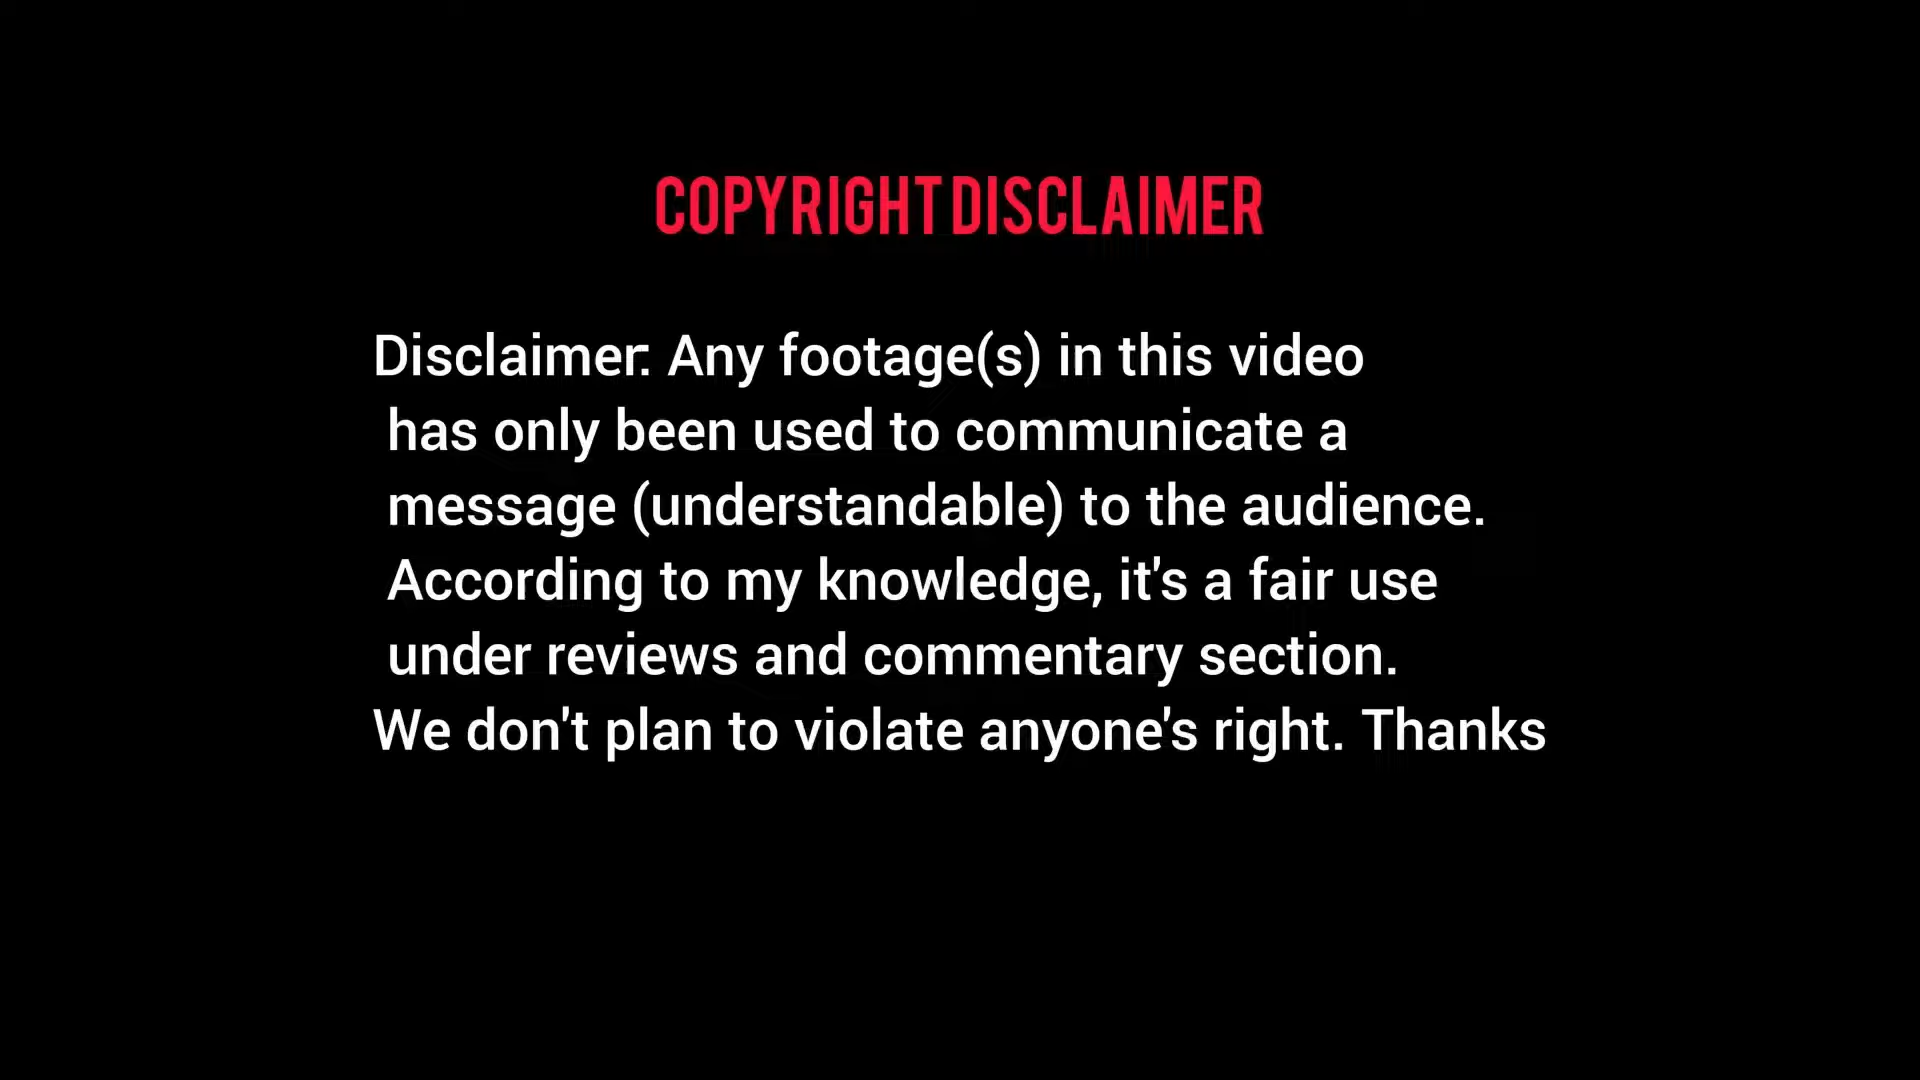 COPYRIGHT DISCLAIMER
Disclaimer: Any footage(s) in this video
has only been used to communicate a
message (understandable) to the audience.
According to my knowledge, it's a fair use
under reviews and commentary section.
We don't plan to violate anyone's right. Thanks